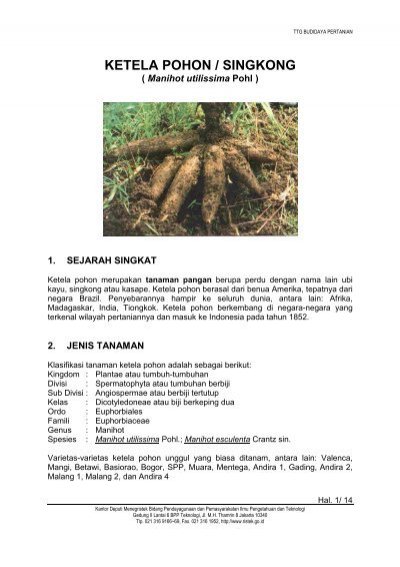 TTG BUDIDAYA PERTANIAN
KETELA POHON / SINGKONG
( Manihot utilissima Pohl )
1. SEJARAH SINGKAT
Ketela pohon merupakan tanaman pangan berupa perdu dengan nama lain ubi
kayu, singkong atau kasape. Ketela pohon berasal dari benua Amerika, tepatnya dari
negara Brazil. Penyebarannya hampir ke seluruh dunia, antara lain: Afrika,
Madagaskar, India, Tiongkok. Ketela pohon berkembang di negara-negara yang
terkenal wilayah pertaniannya dan masuk ke Indonesia pada tahun 1852.
2. JENIS TANAMAN
Klasifikasi tanaman ketela pohon adalah sebagai berikut:
Kingdom : Plantae atau tumbuh-tumbuhan
Divisi : Spermatophyta atau tumbuhan berbiji
Sub Divisi : Angiospermae atau berbiji tertutup
Kelas : Dicotyledoneae atau biji berkeping dua
Ordo : Euphorbiales
Famili : Euphorbiaceae
Genus : Manihot
Spesies : Manihot utilissima Pohl.; Manihot esculenta Crantz sin.
Varietas-varietas ketela pohon unggul yang biasa ditanam, antara lain: Valenca,
Mangi, Betawi, Basiorao, Bogor, SPP, Muara, Mentega, Andira 1, Gading, Andira 2,
Malang 1, Malang 2, dan Andira 4
Hal. 1/ 14
Kantor Deputi Menegristek Bidang Pendayagunaan dan Pemasyarakatan Ilmu Pengetahuan dan Teknologi
Gedung II Lantai 6 BPP Teknologi, Jl. M.H. Thamrin 8 Jakarta 10340
Tlp. 021 316 9166~69, Fax. 021 316 1952, http://www.ristek.go.id